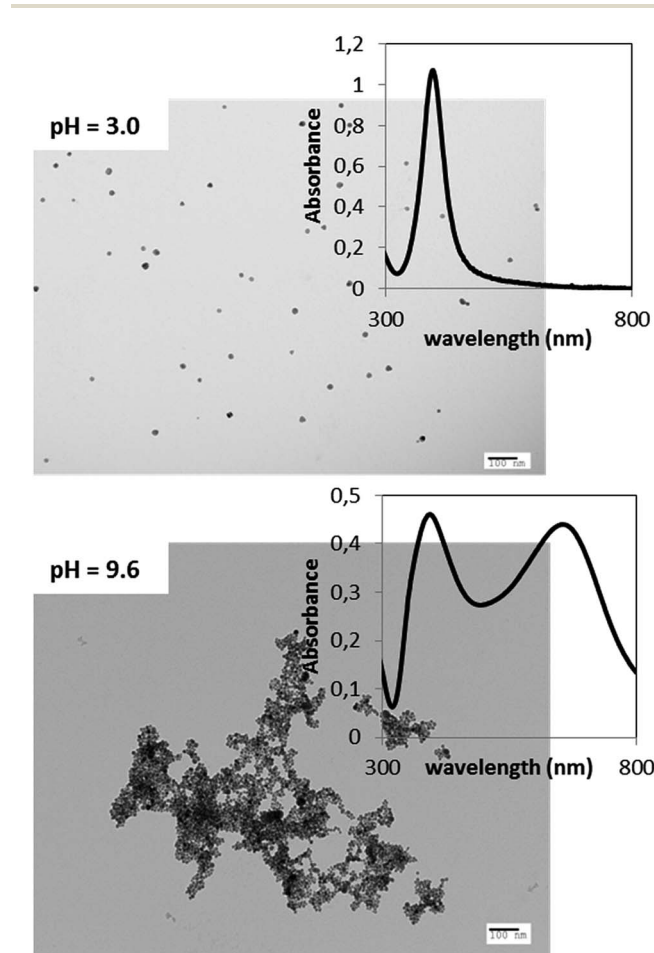 pH = 3.0
Absorbance
1,2
1
0,8
0,6
0,4
0,2
0
300
800
wavelength (nm)
100 nm
pH = 9.6
Absorbance
0,5
0,4
0,3
0,2
0,1
0
300
800
wavelength (nm)
100 nm